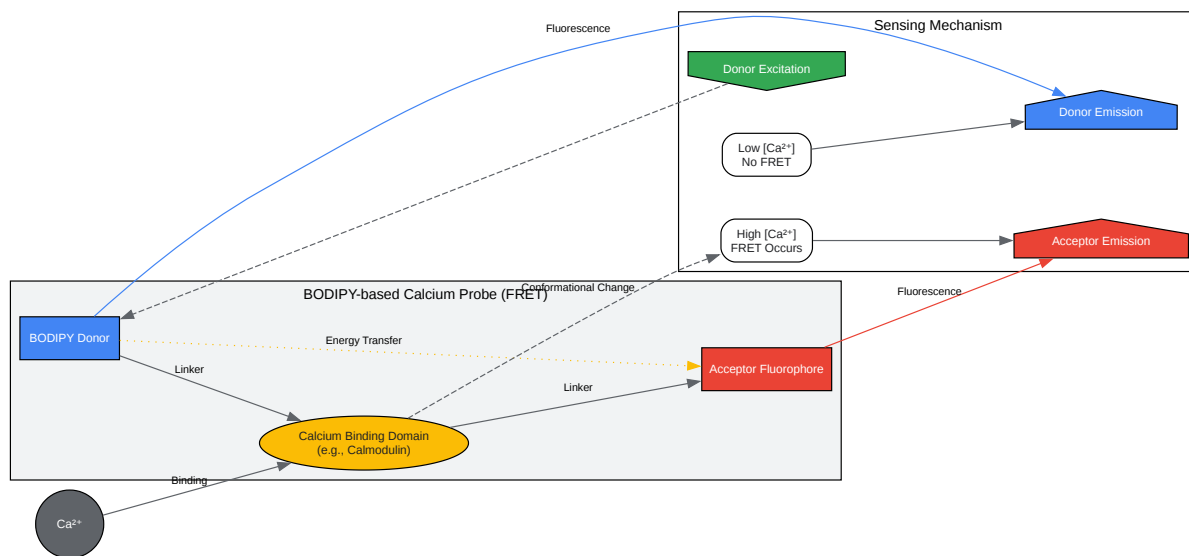 Fluorescence
Sensing Mechanism
Donor Excitation
Donor Emission
Low [Ca²⁺]
No FRET
High [Ca²⁺]
FRET Occurs
Acceptor Emission
Conformational Change
BODIPY-based Calcium Probe (FRET)
Fluorescence
BODIPY Donor
Energy Transfer
Acceptor Fluorophore
Linker
Linker
Calcium Binding Domain
(e.g., Calmodulin)
Binding
Ca²⁺